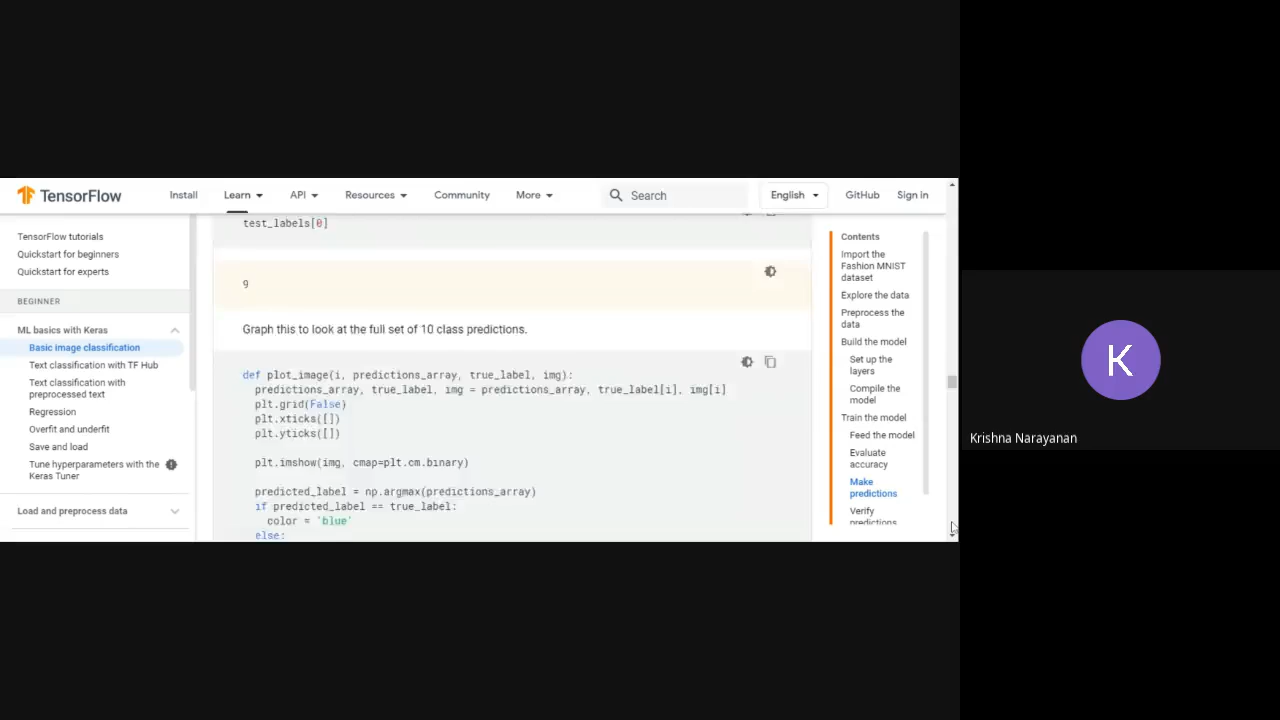 TensorFlow
Install
Learn
API
Resources
Community
More
Search
English
GitHub
Sign in
TensorFlow tutorials
Quickstart for beginners
Quickstart for experts
BEGINNER
ML basics with Keras
Basic image classification
Text classification with TF Hub
Text classification with
preprocessed text
Regression
Overfit and underfit
Save and load
Tune hyperparameters with the
Keras Tuner
Load and preprocess data
test_labels[0]
9
Graph this to look at the full set of 10 class predictions.
def plot_image(i, predictions_array, true_label, img):
  predictions_array, true_label, img = predictions_array, true_label[i], img[i]
  plt.grid(False)
  plt.xticks([])
  plt.yticks([])
  plt.imshow(img, cmap=plt.cm.binary)
  predicted_label = np.argmax(predictions_array)
  if predicted_label == true_label:
    color = 'blue'
  else:
Contents
Import the
Fashion MNIST
dataset
Explore the data
Preprocess the
data
Build the model
Set up the
layers
Compile the
model
Train the model
Feed the model
Evaluate
accuracy
Make
predictions
Verify
predictions
K
Krishna Narayanan